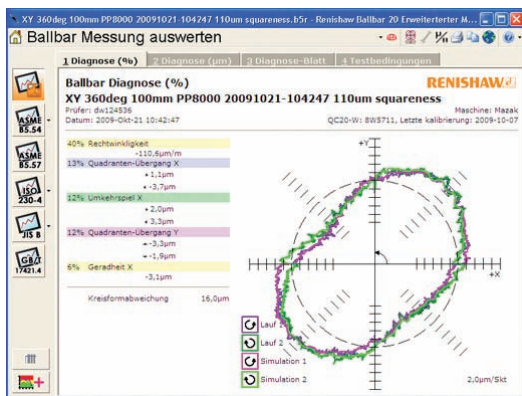 XY 360deg 100mm PP8000 20091021-104247 110um squareness.b5r - Renishaw Ballbar 20 Erweiterterter M...
Ballbar Messung auswerten
1 Diagnose (%)
2 Diagnose (µm)
3 Diagnose-Blatt
4 Testbedingungen
Ballbar Diagnose (%)
RENISHAW
XY 360deg 100mm PP8000 20091021-104247 110um squareness
Prüfer: dw124536
Maschine: Mazak
Datum: 2009-Okt-21 10:42:47
QC20-W: 8W5711, Letzte kalibrierung: 2009-10-07
ASME B5.54
ASME B5.57
ISO 230-4
JIS B
GB/T 17421.4
40% Rechtwinkligkeit
-110,6µm/m
13% Quadranten-Übergang X
1,1µm
-3,7µm
12% Umkehrspiel X
2,0µm
3,3µm
12% Quadranten-Übergang Y
-3,3µm
-1,9µm
6% Geradheit X
-3,1µm
Kreisformabweichung 16,0µm
+Y
+X
Lauf 1
Lauf 2
Simulation 1
Simulation 2
2,0µm/Skt